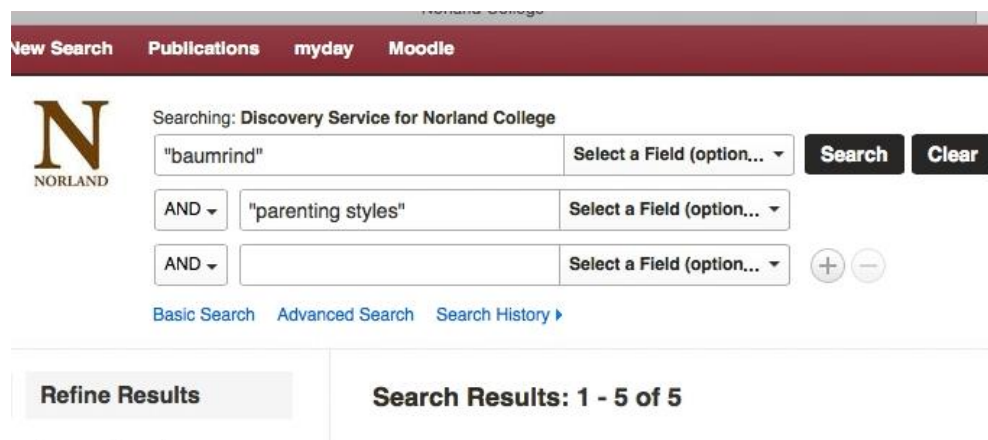 Norland College
New Search Publications myday Moodle
Searching: Discovery Service for Norland College
N
NORLAND
"baumrind" Select a Field (option... Search Clear
AND "parenting styles" Select a Field (option...
AND Select a Field (option...
Basic Search Advanced Search Search History
Refine Results Search Results: 1 - 5 of 5